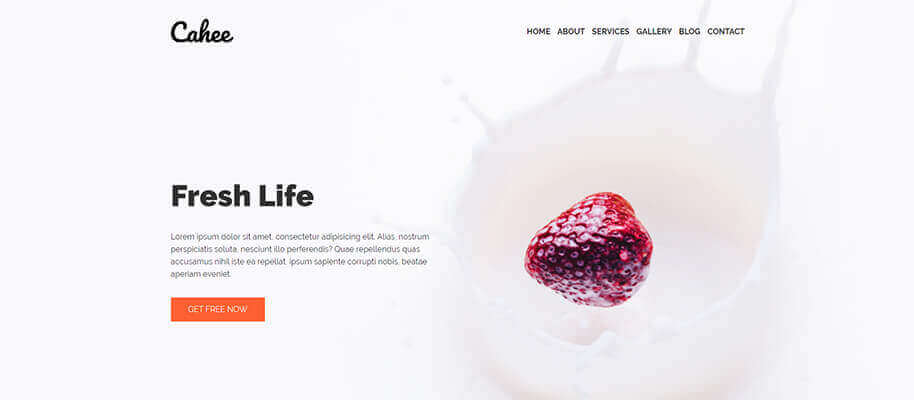 Cahee
HOME ABOUT SERVICES GALLERY BLOG CONTACT
Fresh Life
Lorem ipsum dolor sit amet, consectetur adipisicing elit. Alias, nostrum
perspiciatis soluta, nesciunt illo perferendis? Quae repellendus quas
accusamus nihil iste ea repellat, ipsum sapiente corrupti nobis, beatae
aperiam eveniet.
GET FREE NOW